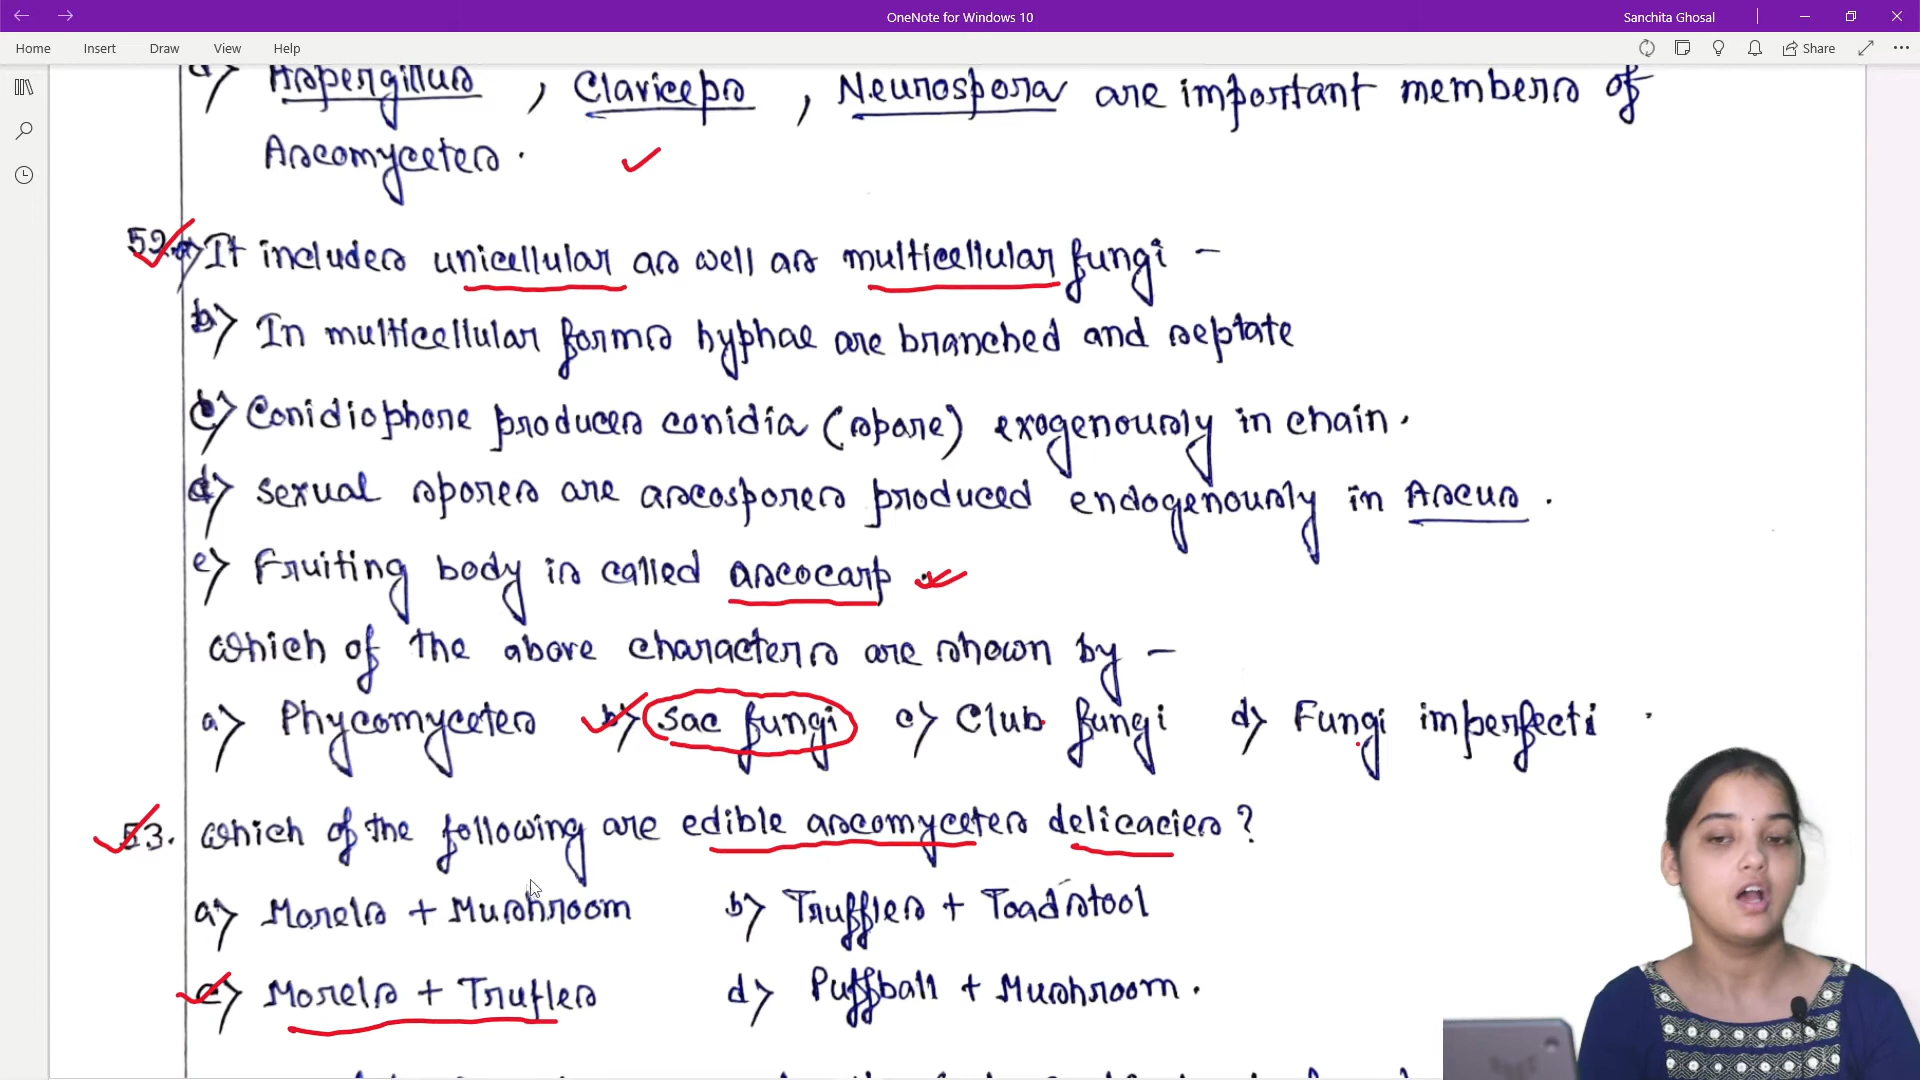 OneNote for Windows 10
Sanchita Ghosal
Home Insert Draw View Help
Share
d) Aspergillus , Claviceps , Neurospora are important members of
Ascomycetes .
52. a) It includes unicellular as well as multicellular fungi –
b) In multicellular forms hyphae are branched and septate
c) Conidiophore produces conidia (spore) exogenously in chain .
d) sexual spores are ascospores produced endogenously in Ascus .
e) Fruiting body is called ascocarp .
which of the above characters are shown by –
a) Phycomycetes b) sac fungi c) Club fungi d) Fungi imperfecti .
53. which of the following are edible ascomycetes delicacies ?
a) Morels + Mushroom b) Truffles + Toadstool
c) Morels + Trufles d) Puffball + Mushroom .